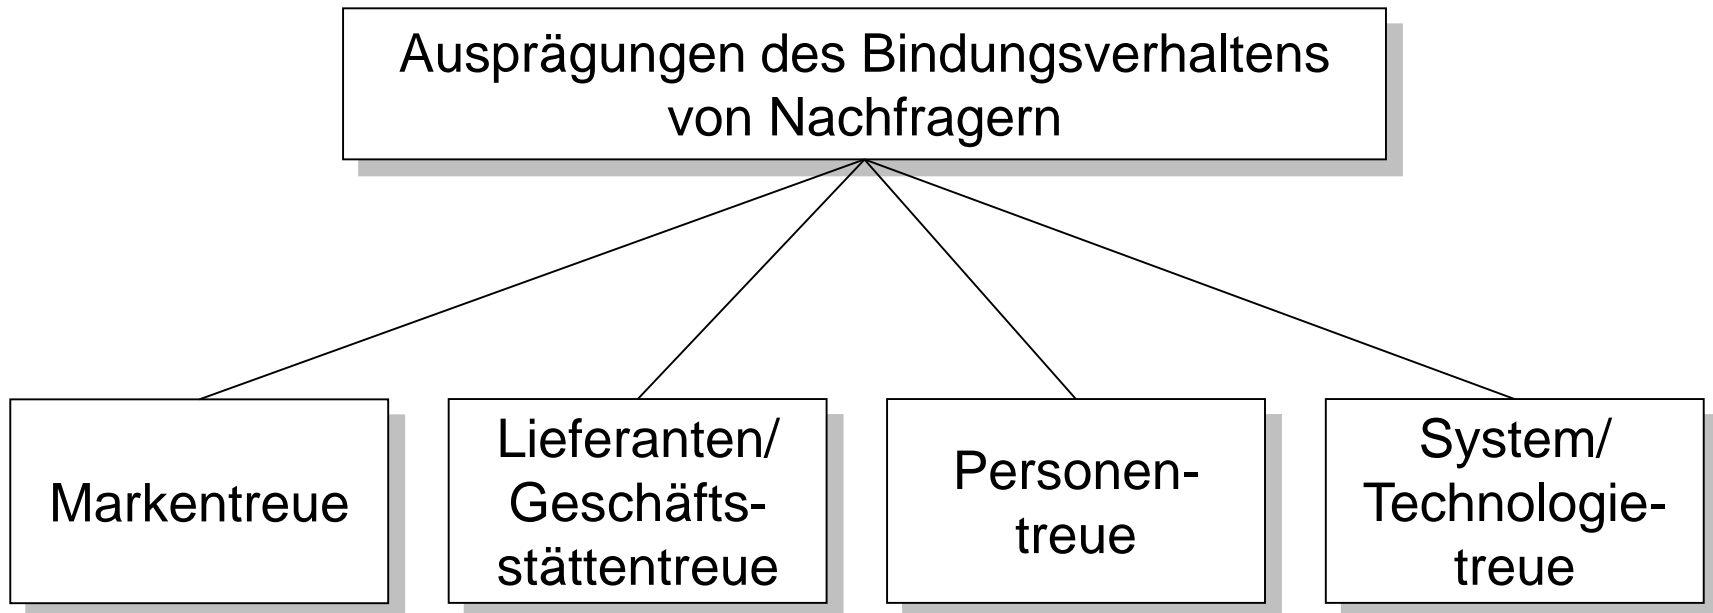 Ausprägungen des Bindungsverhaltens
von Nachfragern
Markentreue
Lieferanten/
Geschäfts-
stättentreue
Personen-
treue
System/
Technologie-
treue